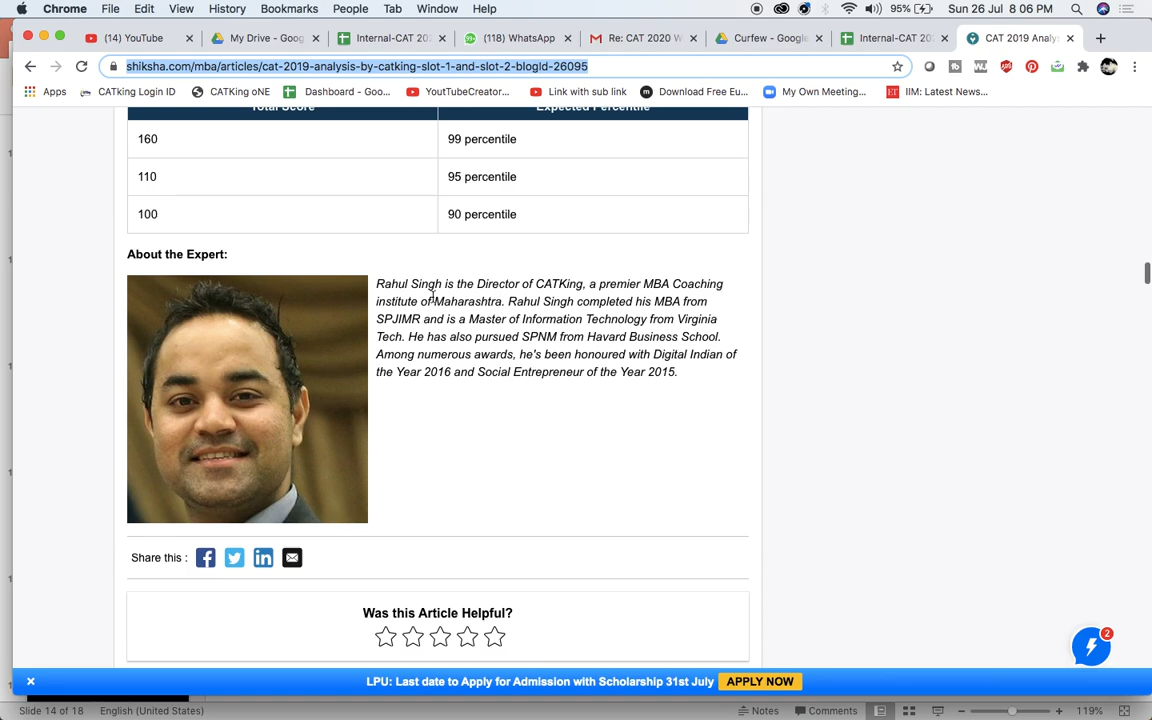 Chrome File Edit View History Bookmarks People Tab Window Help 95% Sun 26 Jul 8:06 PM
(14) YouTube My Drive - Goog Internal-CAT 202 (118) WhatsApp Re: CAT 2020 W Curfew - Google Internal-CAT 202 CAT 2019 Analys
shiksha.com/mba/articles/cat-2019-analysis-by-catking-slot-1-and-slot-2-blogId-26095
Apps CATking Login ID CATKing oNE Dashboard - Goo... YoutTubeCreator... Link with sub link Download Free Eu... My Own Meeting... IIM: Latest News...
Total Score Expected Percentile
160 99 percentile
110 95 percentile
100 90 percentile
About the Expert:
Rahul Singh is the Director of CATKing, a premier MBA Coaching
institute of Maharashtra. Rahul Singh completed his MBA from
SPJIMR and is a Master of Information Technology from Virginia
Tech. He has also pursued SPNM from Havard Business School.
Among numerous awards, he's been honoured with Digital Indian of
the Year 2016 and Social Entrepreneur of the Year 2015.
Share this :
Was this Article Helpful?
2
LPU: Last date to Apply for Admission with Scholarship 31st July APPLY NOW
Slide 14 of 18 English (United States) Notes Comments 119%